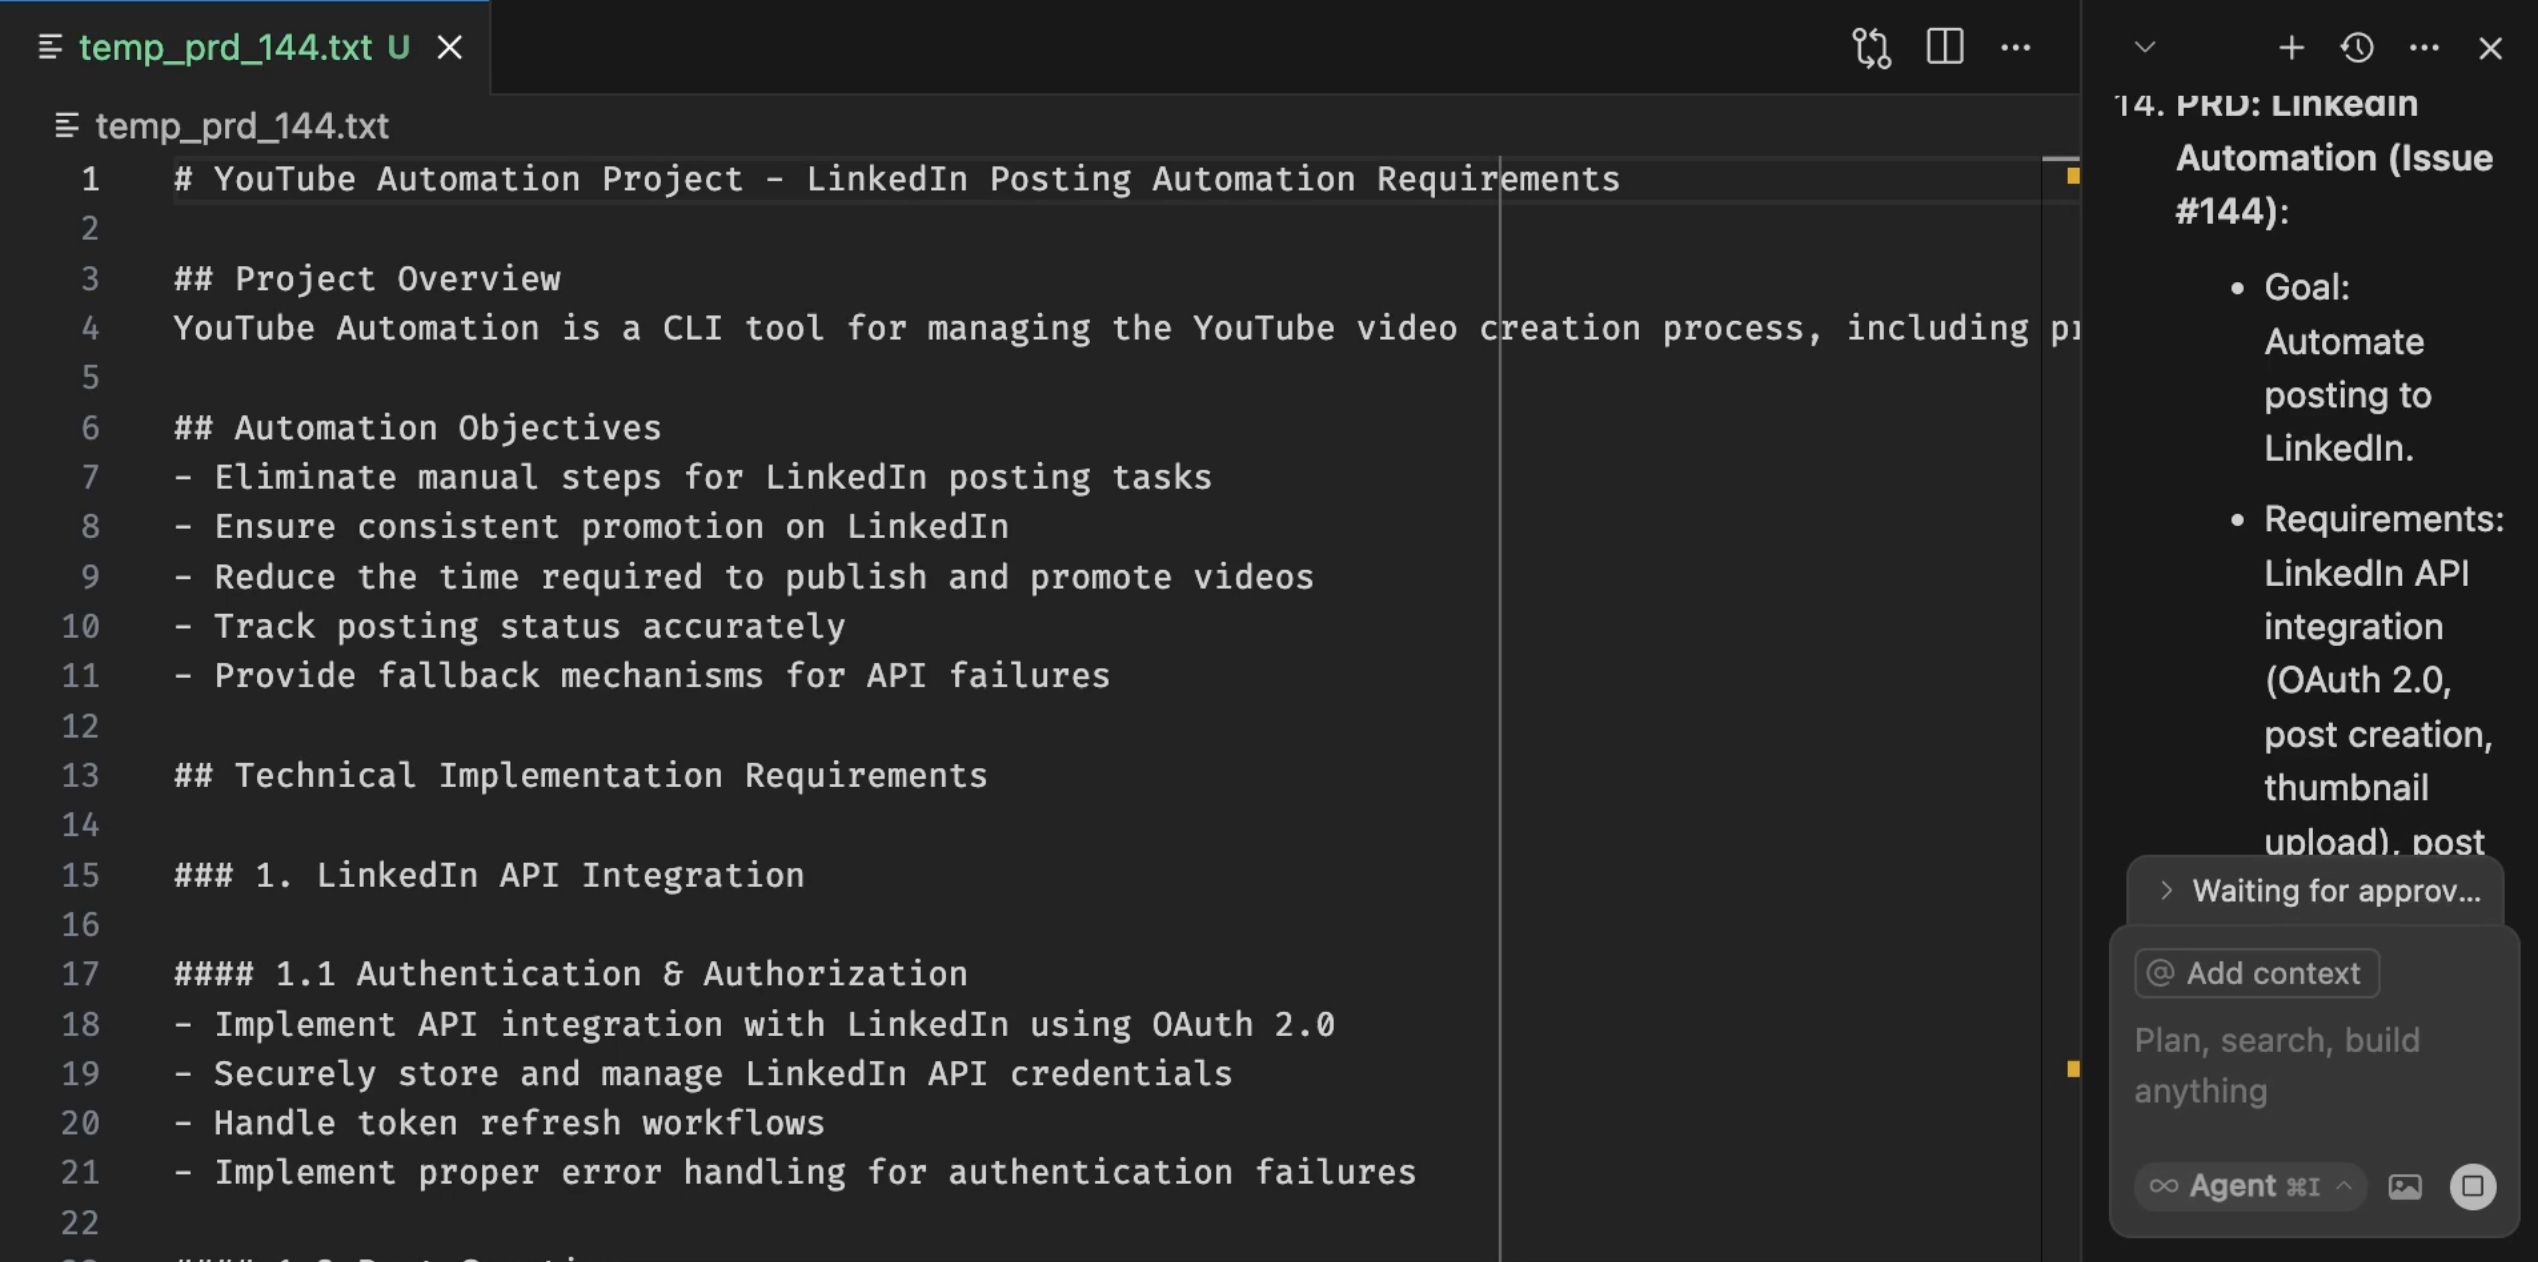 temp_prd_144.txt U
temp_prd_144.txt
1 # YouTube Automation Project - LinkedIn Posting Automation Requirements
2
3 ## Project Overview
4 YouTube Automation is a CLI tool for managing the YouTube video creation process, including
5
6 ## Automation Objectives
7 - Eliminate manual steps for LinkedIn posting tasks
8 - Ensure consistent promotion on LinkedIn
9 - Reduce the time required to publish and promote videos
10 - Track posting status accurately
11 - Provide fallback mechanisms for API failures
12
13 ## Technical Implementation Requirements
14
15 ### 1. LinkedIn API Integration
16
17 #### 1.1 Authentication & Authorization
18 - Implement API integration with LinkedIn using OAuth 2.0
19 - Securely store and manage LinkedIn API credentials
20 - Handle token refresh workflows
21 - Implement proper error handling for authentication failures
22
14. PRD: LinkedIn
Automation (Issue
#144):
• Goal:
Automate
posting to
LinkedIn.
• Requirements:
LinkedIn API
integration
(OAuth 2.0,
post creation,
thumbnail
upload), post
Waiting for approv...
@ Add context
Plan, search, build
anything
∞ Agent ⌘I